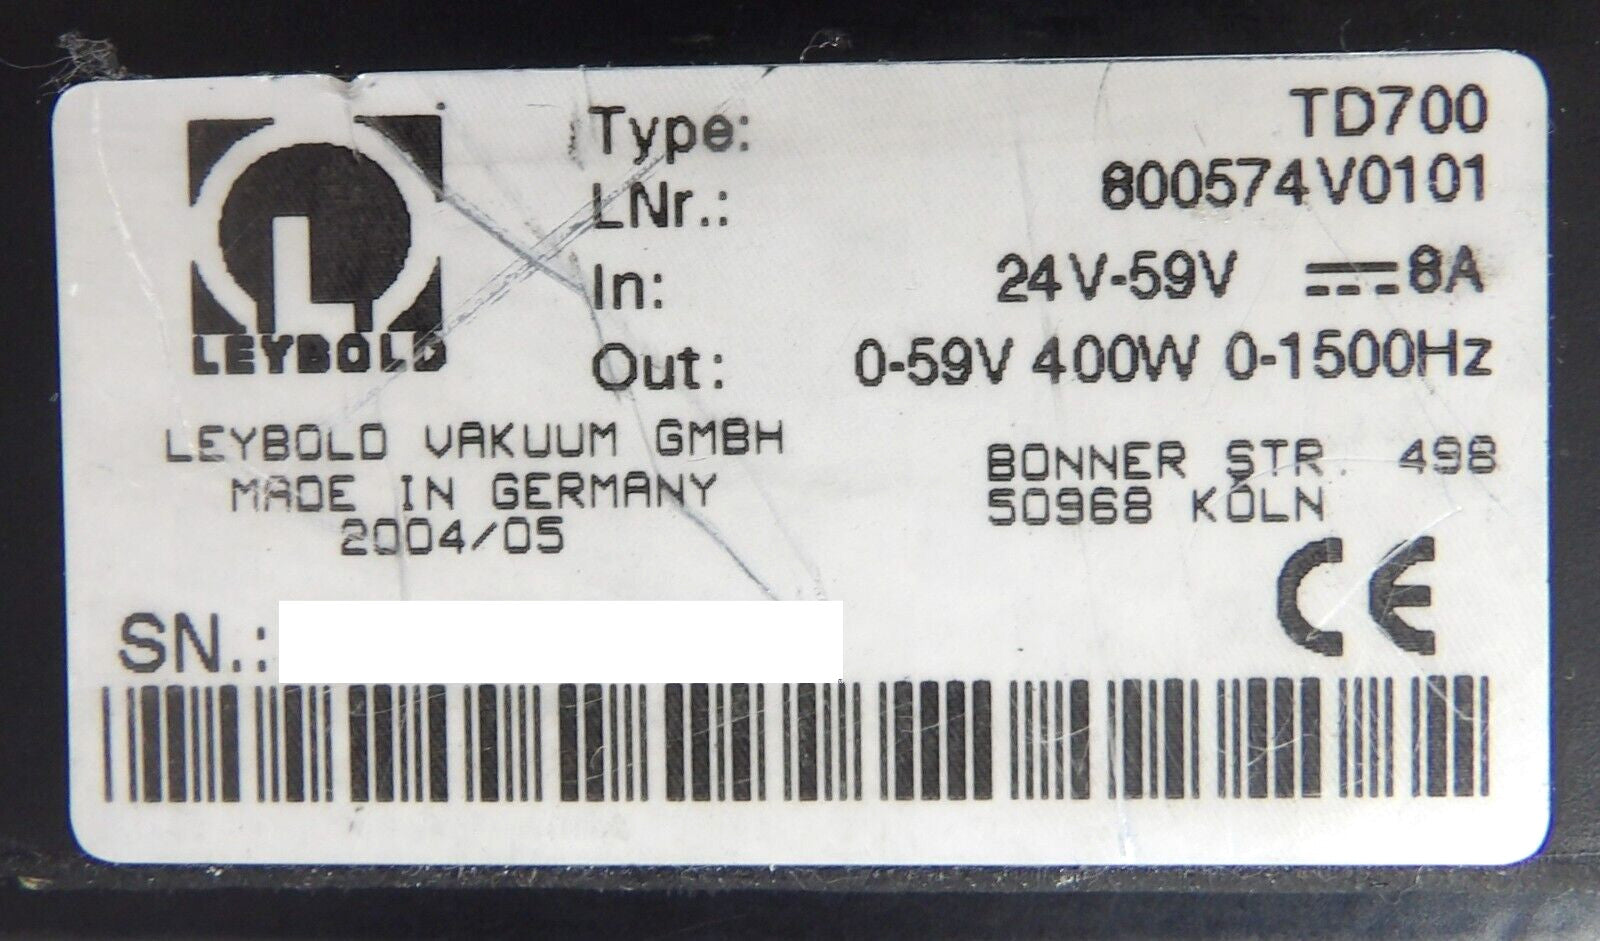 LEYBOLD
Type: TD700
LNr.: 800574V0101
In: 24V-59V 8A
Out: 0-59V 400W 0-1500Hz
LEYBOLD VAKUUM GMBH
MADE IN GERMANY
2004/05
BONNER STR. 498
50968 KÖLN
CE
SN.: